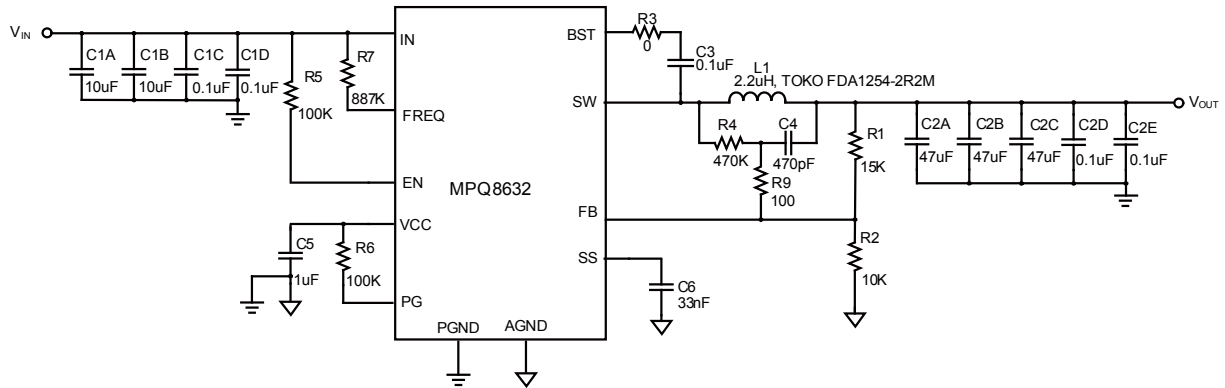 VIN
C1A
10uF
C1B
10uF
C1C
0.1uF
C1D
0.1uF
R5
100K
R7
887K
IN
FREQ
EN
VCC
PG
C5
1uF
R6
100K
MPQ8632
PGND
AGND
BST
SW
FB
SS
R3
0
C3
0.1uF
L1
2.2uH, TOKO FDA1254-2R2M
R4
470K
C4
470pF
R9
100
R1
15K
R2
10K
C6
33nF
C2A
47uF
C2B
47uF
C2C
47uF
C2D
0.1uF
C2E
0.1uF
VOUT